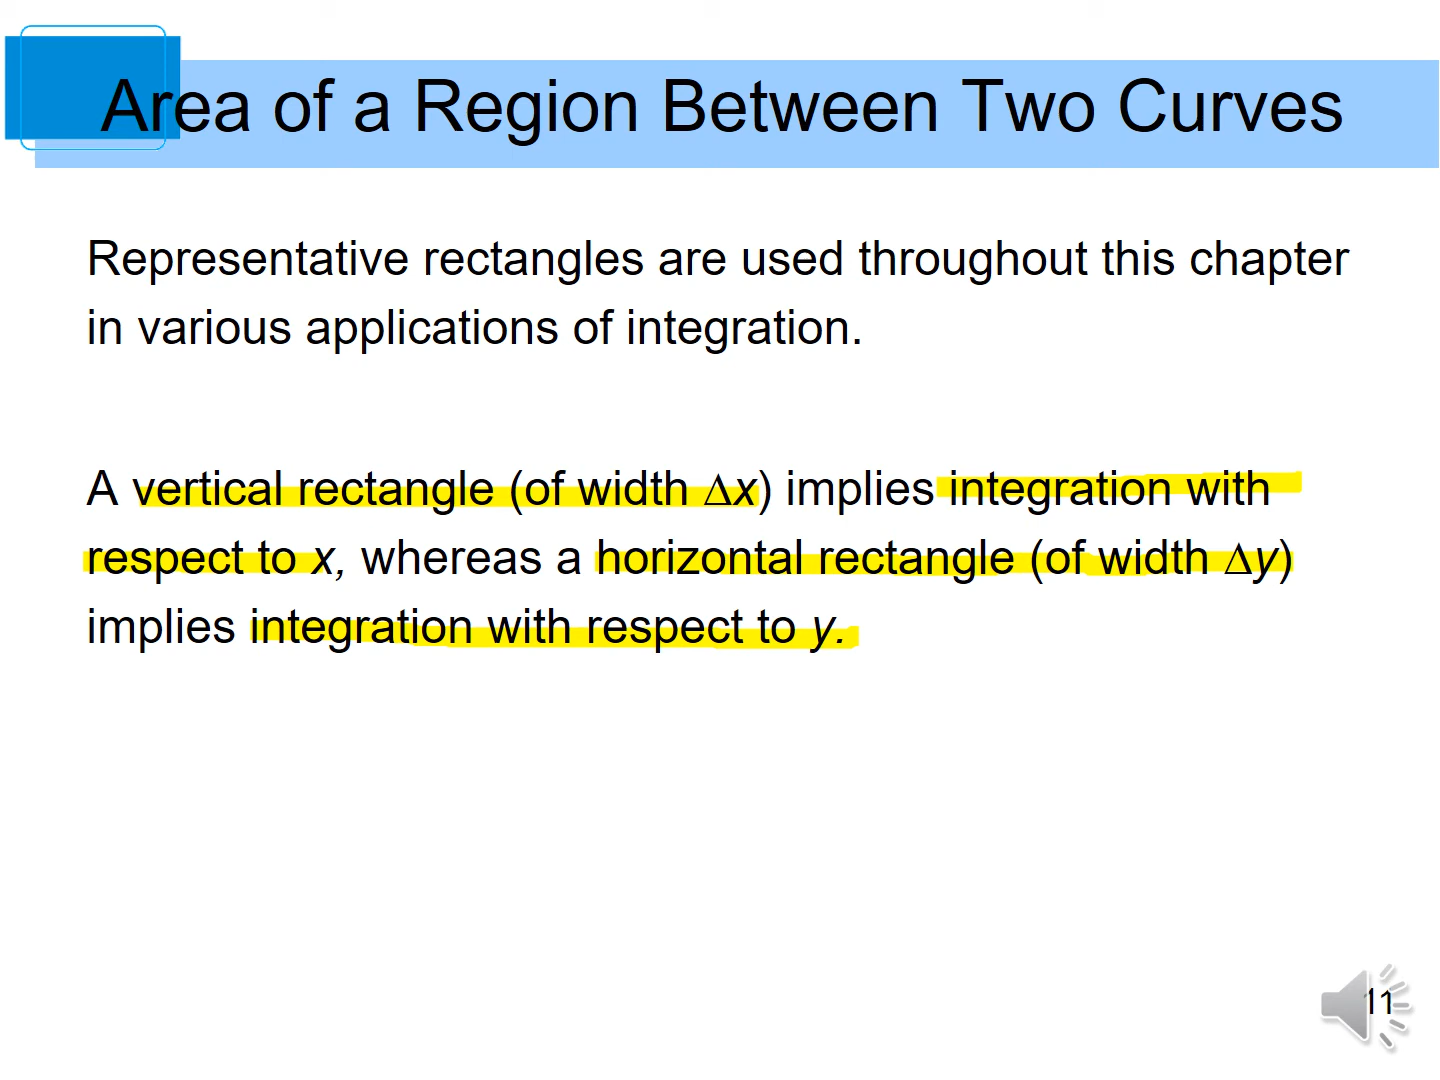 Area of a Region Between Two Curves
Representative rectangles are used throughout this chapter
in various applications of integration.
A vertical rectangle (of width Δx) implies integration with
respect to x, whereas a horizontal rectangle (of width Δy)
implies integration with respect to y.
11